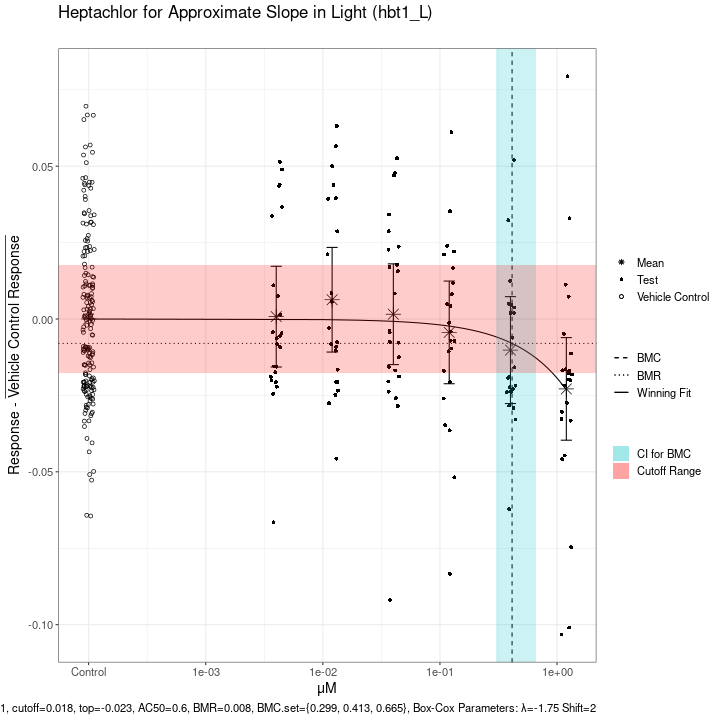 Heptachlor for Approximate Slope in Light (hbt1_L)
Response - Vehicle Control Response
0.05
0.00
-0.05
-0.10
Control
1e-03
1e-02
1e-01
1e+00
μM
Mean
Test
Vehicle Control
BMC
BMR
Winning Fit
CI for BMC
Cutoff Range
1, cutoff=0.018, top=-0.023, AC50=0.6, BMR=0.008, BMC.set={0.299, 0.413, 0.665}, Box-Cox Parameters: λ=-1.75 Shift=2